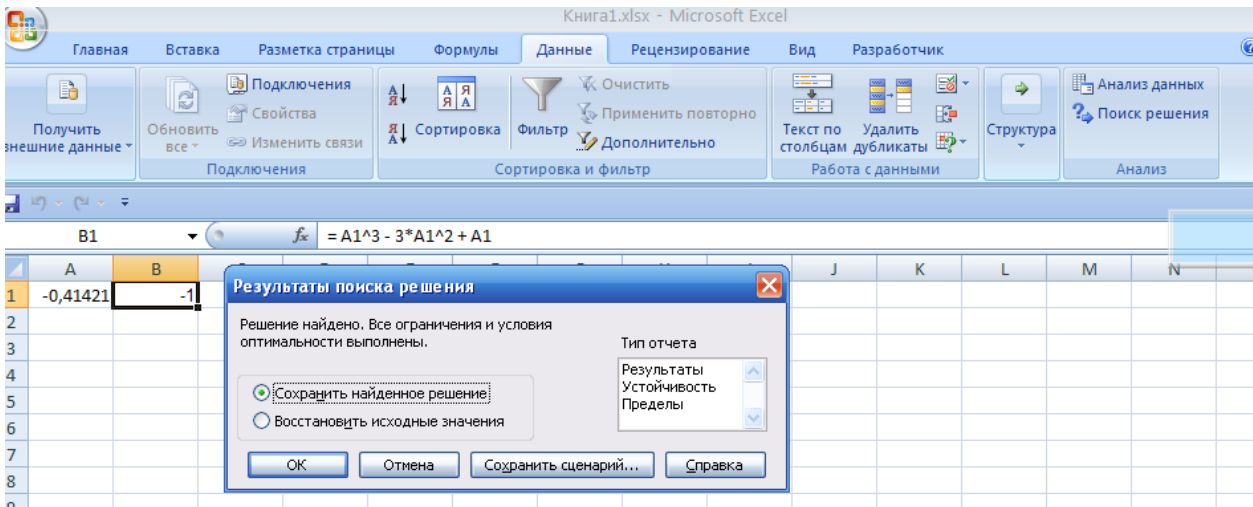 Книга1.xlsx - Microsoft Excel
Главная Вставка Разметка страницы Формулы Данные Рецензирование Вид Разработчик
Получить
внешние данные
Обновить
все
Подключения
Свойства
Изменить связи
Подключения
Сортировка
Фильтр
Очистить
Применить повторно
Дополнительно
Сортировка и фильтр
Текст по
столбцам
Удалить
дубликаты
Работа с данными
Структура
Анализ данных
Поиск решения
Анализ
B1 fx = A1^3 - 3*A1^2 + A1
A B J K L M N
1 -0,41421 -1
2
3
4
5
6
7
8
9
Результаты поиска решения
Решение найдено. Все ограничения и условия
оптимальности выполнены.
Тип отчета
Результаты
Устойчивость
Пределы
Сохранить найденное решение
Восстановить исходные значения
ОК Отмена Сохранить сценарий... Справка